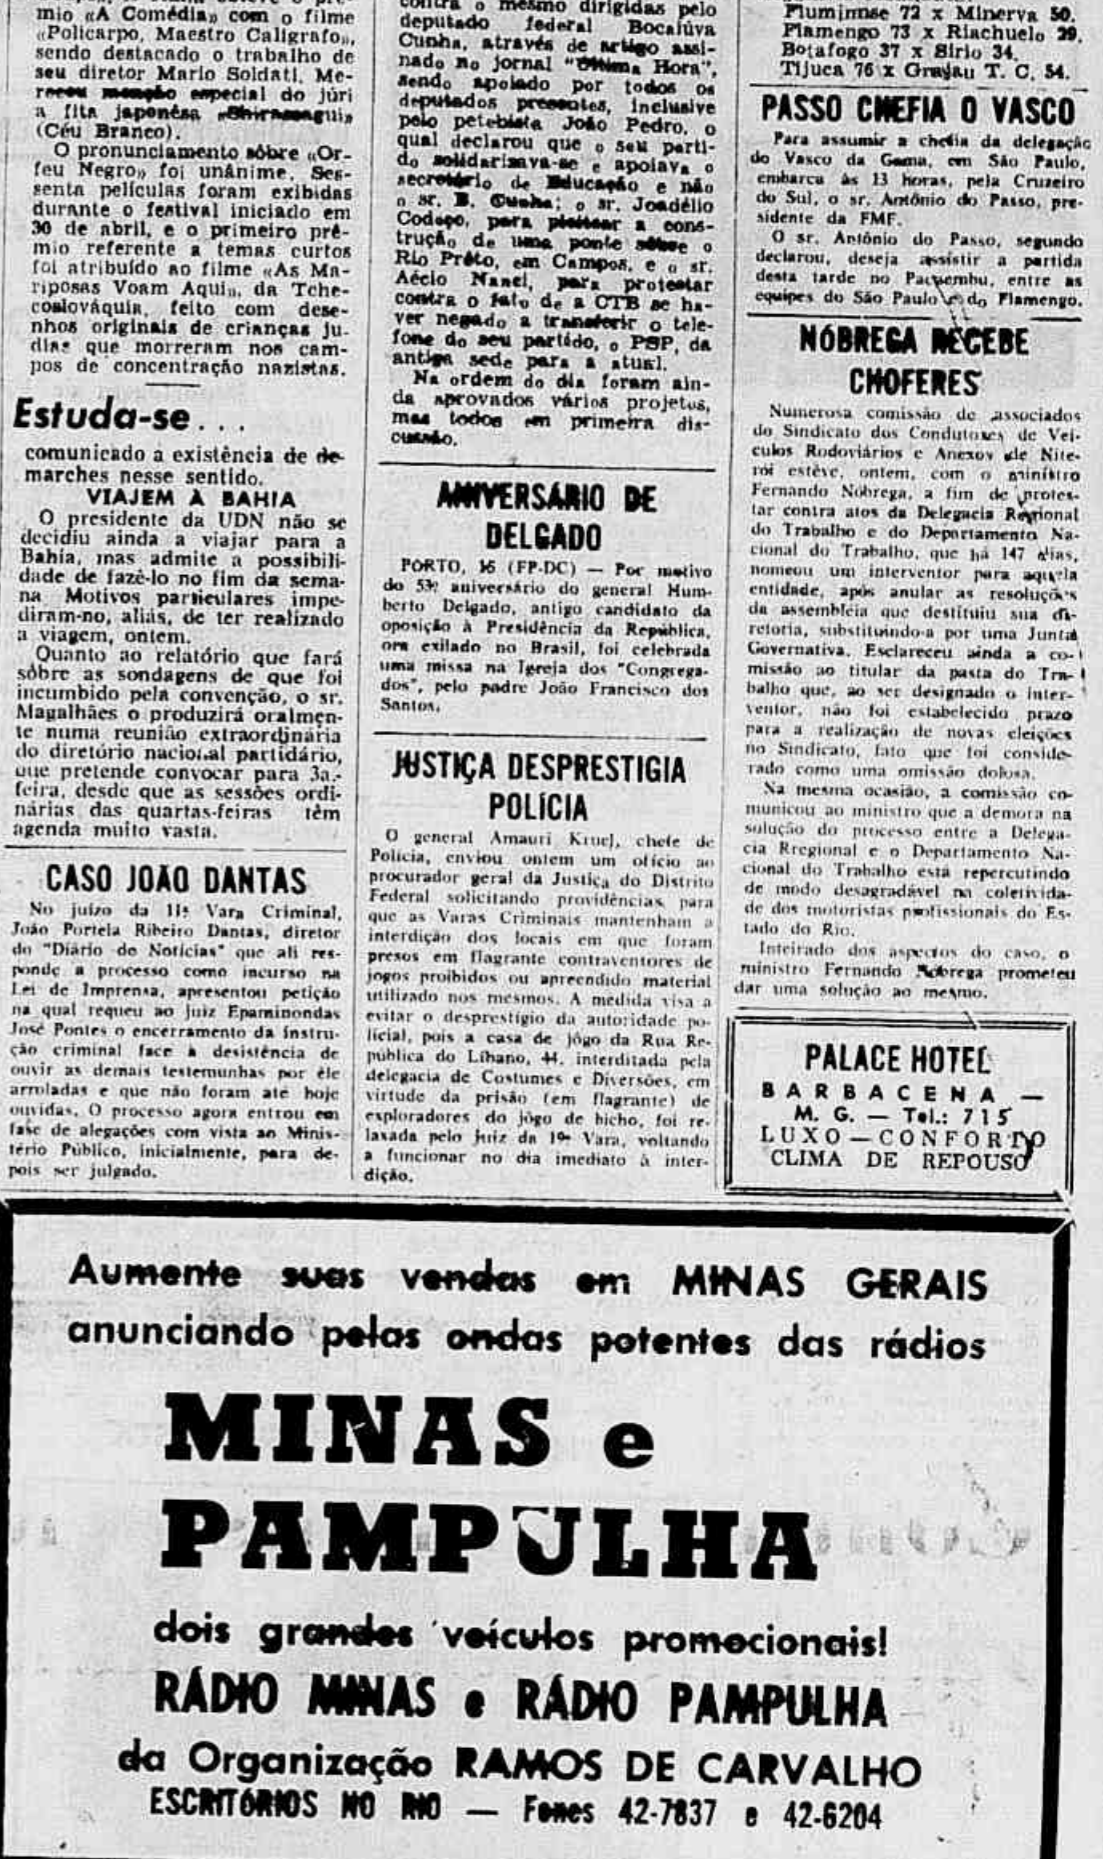 mio «A Comédia» com o filme
«Policarpo, Maestro Calígrafo»,
sendo destacado o trabalho de
seu diretor Mario Soldati. Me-
receu menção especial do júri
a fita japonêsa
(Céu Branco).
O pronunciamento sôbre «Or-
feu Negro» foi unânime. Ses-
senta películas foram exibidas
durante o festival iniciado em
30 de abril, e o primeiro prê-
mio referente a temas curtos
foi atribuído ao filme «As Ma-
riposas Voam Aqui», da Tche-
coslováquia, feito com dese-
nhos originais de crianças ju-
dias que morreram nos cam-
pos de concentração nazistas.
Estuda-se...
comunicado a existência de de-
marches nesse sentido.
VIAJEM À BAHIA
O presidente da UDN não se
decidiu ainda a viajar para a
Bahia, mas admite a possibili-
dade de fazê-lo no fim da sema-
na Motivos particulares impe-
diram-no, aliás, de ter realizado
a viagem, ontem.
Quanto ao relatório que fará
sôbre as sondagens de que foi
incumbido pela convenção, o sr.
Magalhães o produzirá oralmen-
te numa reunião extraordinária
do diretório nacional partidário,
que pretende convocar para 3a.-
feira, desde que as sessões ordi-
nárias das quartas-feiras têm
agenda muito vasta.
CASO JOÃO DANTAS
No juízo da 11ª Vara Criminal,
João Portela Ribeiro Dantas, diretor
do "Diário de Notícias" que ali res-
ponde a processo como incurso na
Lei de Imprensa, apresentou petição
na qual requeu ao juiz Epaminondas
José Pontes o encerramento da instru-
ção criminal face a desistência de
ouvir as demais testemunhas por êle
arroladas e que não foram até hoje
ouvidas. O processo agora entrou em
fase de alegações com vista ao Minis-
tério Público, inicialmente, para de-
pois ser julgado.
contra o mesmo dirigidas pelo
deputado federal Bocaiúva
Cunha, através de artigo assi-
nado no jornal "Última Hora",
sendo apoiado por todos os
deputados presentes, inclusive
pelo petebista João Pedro, o
qual declarou que o seu parti-
do solidarizava-se e apoiava o
secretário de Educação e não
o sr. B. Cunha; o sr. Joadélio
Codeço, para pleitear a cons-
trução de uma ponte sôbre o
Rio Prêto, em Campos, e o sr.
Aécio Nanci, para protestar
contra o fato de a CTB se ha-
ver negado a transferir o tele-
fone do seu partido, o PSP, da
antiga sede para a atual.
Na ordem do dia foram ain-
da aprovados vários projetos,
mas todos em primeira dis-
cussão.
ANIVERSÁRIO DE
DELGADO
PORTO, 16 (FP-DC) — Por motivo
do 53º aniversário do general Hum-
berto Delgado, antigo candidato da
oposição à Presidência da República,
ora exilado no Brasil, foi celebrada
uma missa na Igreja dos "Congrega-
dos", pelo padre João Francisco dos
Santos.
JUSTIÇA DESPRESTIGIA
POLÍCIA
O general Amauri Kruel, chefe de
Polícia, enviou ontem um ofício ao
procurador geral da Justiça do Distrito
Federal solicitando providências para
que as Varas Criminais mantenham a
interdição dos locais em que foram
presos em flagrante contraventores de
jogos proibidos ou apreendido material
utilizado nos mesmos. A medida visa a
evitar o desprestígio da autoridade po-
licial, pois a casa de jôgo da Rua Re-
pública do Líbano, 44, interditada pela
delegacia de Costumes e Diversões, em
virtude da prisão (em flagrante) de
exploradores do jôgo de bicho, foi re-
laxada pelo juiz da 19ª Vara, voltando
a funcionar no dia imediato à inter-
dição.
Fluminnse 72 x Minerva 50.
Flamengo 73 x Riachuelo 29.
Botafogo 37 x Sírio 34.
Tijuca 76 x Grajau T. C. 54.
PASSO CHEFIA O VASCO
Para assumir a chefia da delegação
do Vasco da Gama, em São Paulo,
embarca às 13 horas, pela Cruzeiro
do Sul, o sr. Antônio do Passo, pre-
sidente da FMF.
O sr. Antônio do Passo, segundo
declarou, deseja assistir a partida
desta tarde no Pacaembu, entre as
equipes do São Paulo e do Flamengo.
NÓBREGA RECEBE
CHOFERES
Numerosa comissão de associados
do Sindicato dos Condutores de Veí-
culos Rodoviários e Anexos de Nite-
rói estêve, ontem, com o ministro
Fernando Nóbrega, a fim de protes-
tar contra atos da Delegacia Regional
do Trabalho e do Departamento Na-
cional do Trabalho, que há 147 dias,
nomeou um interventor para aquela
entidade, após anular as resoluções
da assembléia que destituiu sua di-
retoria, substituindo-a por uma Junta
Governativa. Esclareceu ainda a co-
missão ao titular da pasta do Tra-
balho que, ao ser designado o inter-
ventor, não foi estabelecido prazo
para a realização de novas eleições
no Sindicato, fato que foi conside-
rado como uma omissão dolosa.
Na mesma ocasião, a comissão co-
municou ao ministro que a demora na
solução do processo entre a Delega-
cia Rregional e o Departamento Na-
cional do Trabalho está repercutindo
de modo desagradável na coletivida-
de dos motoristas profissionais do Es-
tado do Rio.
Inteirado dos aspectos do caso, o
ministro Fernando Nóbrega prometeu
dar uma solução ao mesmo.
PALACE HOTEL
BARBACENA —
M. G. — Tel.: 715
LUXO — CONFORTO
CLIMA DE REPOUSO
Aumente suas vendas em MINAS GERAIS
anunciando pelas ondas potentes das rádios
MINAS e
PAMPULHA
dois grandes veículos promocionais!
RÁDIO MINAS e RÁDIO PAMPULHA
da Organização RAMOS DE CARVALHO
ESCRITÓRIOS NO RIO — Fones 42-7837 e 42-6204